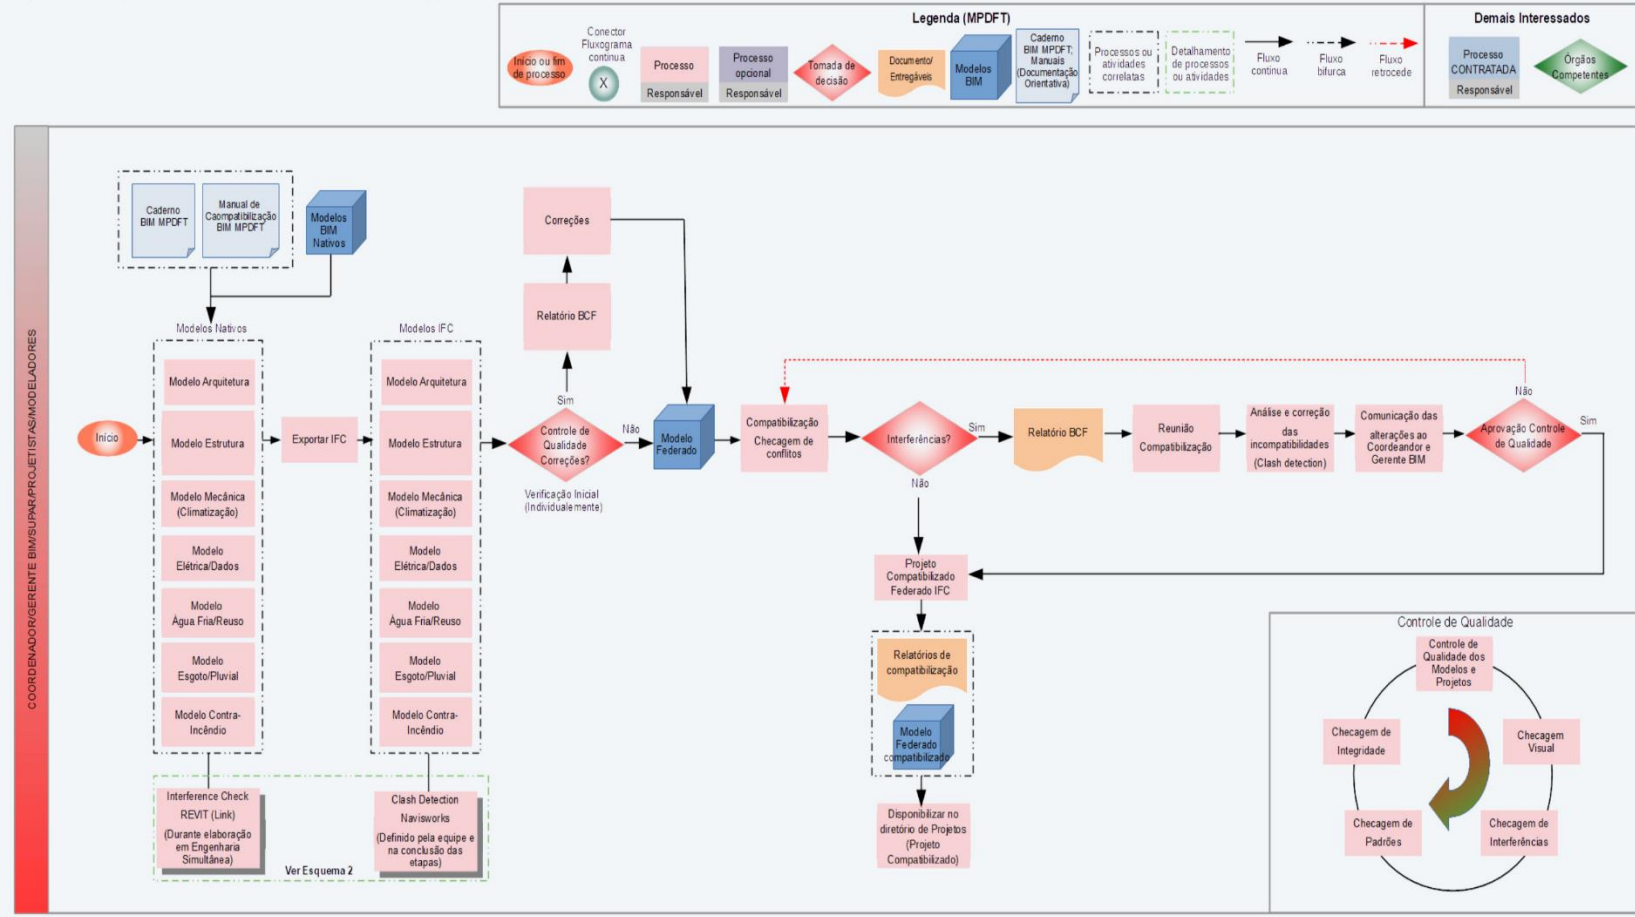 Legenda (MPDFT)
Início ou fim
de processo
Conector
Fluxograma
continua
X
Processo
Responsável
Processo
opcional
Responsável
Tomada de
decisão
Documento/
Entregáveis
Modelos
BIM
Caderno
BIM MPDFT;
Manuais
(Documentação
Orientativa)
Processos ou
atividades
correlatas
Detalhamento
de processos
ou atividades
Fluxo
continua
Fluxo
bifurca
Fluxo
retrocede
Demais Interessados
Processo
CONTRATADA
Responsável
Órgãos
Competentes
COORDENADOR/GERENTE BIM/SUPAR/PROJETISTAS/MODELADORES
Caderno
BIM MPDFT
Manual de
Caompatibilização
BIM MPDFT
Modelos
BIM
Nativos
Início
Modelos Nativos
Modelo Arquitetura
Modelo Estrutura
Modelo Mecânica
(Climatização)
Modelo
Elétrica/Dados
Modelo
Água Fria/Reuso
Modelo
Esgoto/Pluvial
Modelo Contra-
Incêndio
Exportar IFC
Modelos IFC
Modelo Arquitetura
Modelo Estrutura
Modelo Mecânica
(Climatização)
Modelo
Elétrica/Dados
Modelo
Água Fria/Reuso
Modelo
Esgoto/Pluvial
Modelo Contra-
Incêndio
Interference Check
REVIT (Link)
(Durante elaboração
em Engenharia
Simultânea)
Ver Esquema 2
Clash Detection
Navisworks
(Definido pela equipe e
na conclusão das
etapas)
Correções
Relatório BCF
Sim
Controle de
Qualidade
Correções?
Não
Verificação Inicial
(Individualemente)
Modelo
Federado
Compatibilização
Checagem de
conflitos
Interferências?
Sim
Não
Relatório BCF
Reunião
Compatibilização
Análise e correção
das
incompatibilidades
(Clash detection)
Comunicação das
alterações ao
Coordeandor e
Gerente BIM
Não
Aprovação Controle
de Qualidade
Sim
Projeto
Compatibilizado
Federado IFC
Relatórios de
compatibilização
Modelo
Federado
compatibilizado
Disponibilizar no
diretório de Projetos
(Projeto
Compatibilizado)
Controle de Qualidade
Controle de
Qualidade dos
Modelos e
Projetos
Checagem de
Integridade
Checagem
Visual
Checagem de
Padrões
Checagem de
Interferências